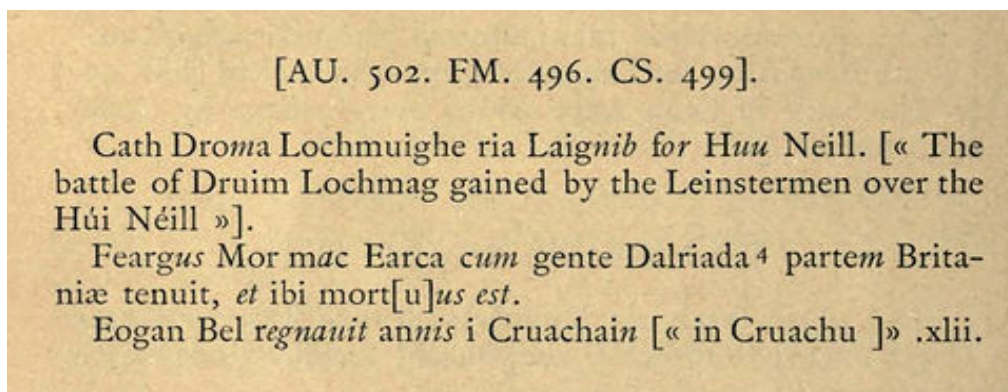 [AU. 502. FM. 496. CS. 499].
Cath Droma Lochmuighe ria Laignib for Huu Neill. [« The
battle of Druim Lochmag gained by the Leinstermen over the
Húi Néill »].
Feargus Mor mac Earca cum gente Dalriada 4 partem Brita-
niæ tenuit, et ibi mort[u]us est.
Eogan Bel regnauit annis i Cruachain [« in Cruachu ]» .xlii.